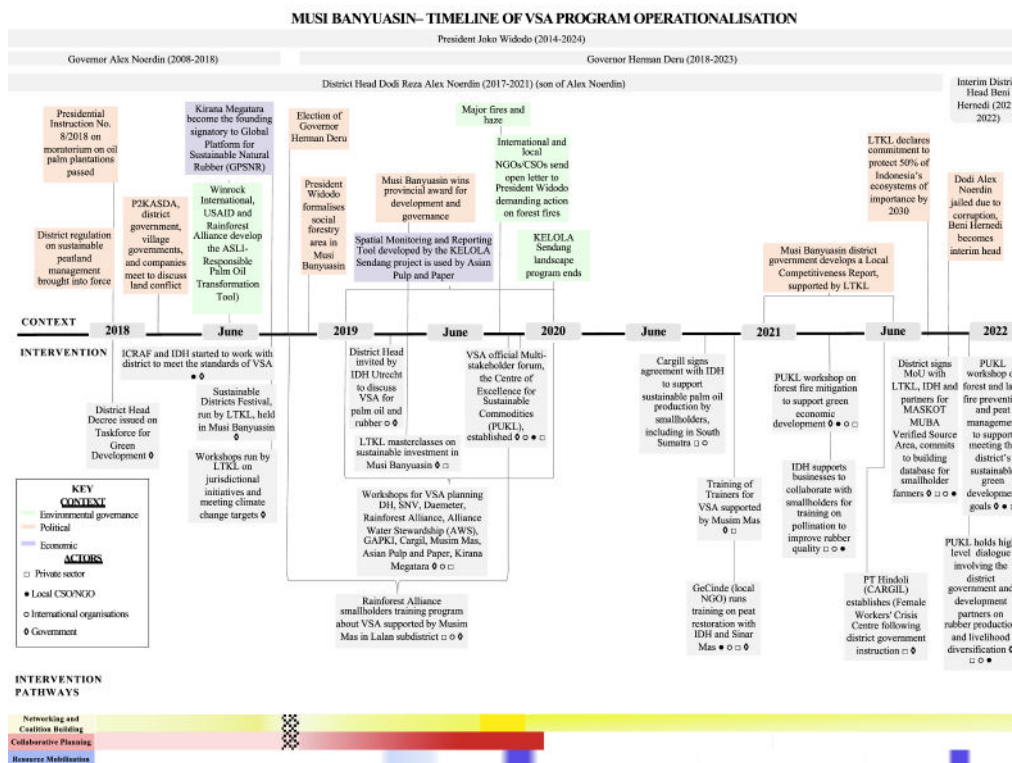 MUSI BANYUASIN– TIMELINE OF VSA PROGRAM OPERATIONALISATION
President Joko Widodo (2014-2024)
Governor Alex Noerdin (2008-2018)
Governor Herman Deru (2018-2023)
District Head Dodi Reza Alex Noerdin (2017-2021) (son of Alex Noerdin)
Interim Distri
Head Beni
Hernedi (202
2022)
Presidential
Instruction No.
8/2018 on
moratorium on oil
palm plantations
passed
District regulation
on sustainable
peatland
management
brought into force
P2KASDA,
district
government,
village
governments,
and companies
meet to discuss
land conflict
Kirana Megatara
become the founding
signatory to Global
Platform for
Sustainable Natural
Rubber (GPSNR)
Winrock
International,
USAID and
Rainforest
Alliance develop
the ASLI-
Responsible
Palm Oil
Transformation
Tool)
Election of
Governor
Herman Deru
President
Widodo
formalises
social
forestry
area in
Musi
Banyuasin
Musi Banyuasin wins
provincial award for
development and
governance
Spatial Monitoring and Reporting
Tool developed by the KELOLA
Sendang project is used by Asian
Pulp and Paper
Major fires and
haze
International and
local
NGOs/CSOs send
open letter to
President Widodo
demanding action
on forest fires
KELOLA
Sendang
landscape
program ends
Musi Banyuasin district
government develops a Local
Competitiveness Report,
supported by LTKL
LTKL declares
commitment to
protect 50% of
Indonesia's
ecosystems of
importance by
2030
Dodi Alex
Noerdin
jailed due to
corruption,
Beni Hernedi
becomes
interim head
CONTEXT
2018
June
2019
June
2020
June
2021
June
2022
INTERVENTION
ICRAF and IDH started to work with
district to meet the standards of VSA
● ◊
District Head
Decree issued on
Taskforce for
Green
Development ◊
Sustainable
Districts Festival,
run by LTKL, held
in Musi Banyuasin
◊
Workshops run by
LTKL on
jurisdictional
initiatives and
meeting climate
change targets ◊
District Head
invited by
IDH Utrecht
to discuss
VSA for
palm oil and
rubber ○ ◊
LTKL masterclasses on
sustainable investment in
Musi Banyuasin ◊ □
VSA official Multi-
stakeholder forum,
the Centre of
Excellence for
Sustainable
Commodities
(PUKL),
established ◊ ○ ● □
Workshops for VSA planning
DH, SNV, Daemeter,
Rainforest Alliance, Alliance
Water Stewardship (AWS),
GAPKI, Cargil, Musim Mas,
Asian Pulp and Paper, Kirana
Megatara ◊ ○ □
Rainforest Alliance
smallholders training program
about VSA supported by Musim
Mas in Lalan subdistrict □ ○ ◊
Cargill signs
agreement with IDH
to support
sustainable palm oil
production by
smallholders,
including in South
Sumatra □ ○
Training of
Trainers for
VSA supported
by Musim Mas
◊ □
GeCinde (local
NGO) runs
training on peat
restoration with
IDH and Sinar
Mas ● ○ □ ◊
PUKL workshop on
forest fire mitigation
to support green
economic
development ◊ ● ○ □
IDH supports
businesses to
collaborate with
smallholders for
training on
pollination to
improve rubber
quality □ ○ ●
PT Hindoli
(CARGIL)
establishes (Female
Workers' Crisis
Centre following
district government
instruction □ ◊
District signs
MoU with
LTKL, IDH and
partners for
MASKOT
MUBA
Verified Source
Area, commits
to building
database for
smallholder
farmers ◊ □ ○ ●
PUKL
workshop o
forest and la
fire preventi
and peat
manageme
to support
meeting th
district's
sustainable
green
developme
goals ◊ ●
PUKL holds hig
level dialogue
involving the
district
government an
development
partners on
rubber productio
and livelihood
diversification ◊
□ ○ ●
KEY
CONTEXT
Environmental governance
Political
Economic
ACTORS
□ Private sector
● Local CSO/NGO
○ International organisations
◊ Government
INTERVENTION
PATHWAYS
Networking and
Coalition Building
Collaborative Planning
Resource Mobilisation